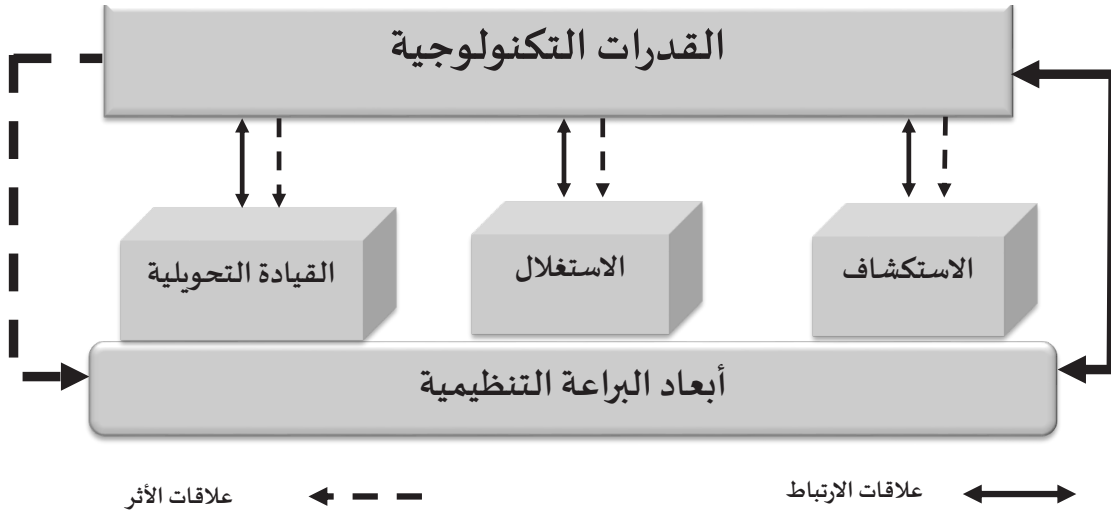 القدرات التكنولوجية
الاستكشاف
الاستغلال
القيادة التحويلية
أبعاد البراعة التنظيمية
علاقات الارتباط
علاقات الأثر